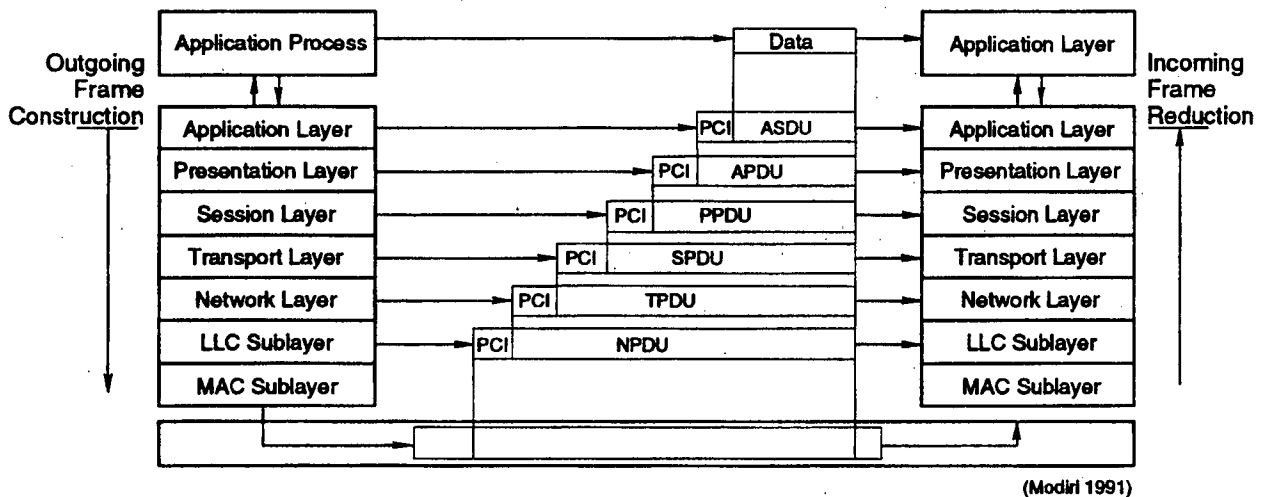 Application Process
Data
Application Layer
Outgoing
Frame
Construction
Incoming
Frame
Reduction
Application Layer
PCI
ASDU
Application Layer
Presentation Layer
PCI
APDU
Presentation Layer
Session Layer
PCI
PPDU
Session Layer
Transport Layer
PCI
SPDU
Transport Layer
Network Layer
PCI
TPDU
Network Layer
LLC Sublayer
PCI
NPDU
LLC Sublayer
MAC Sublayer
MAC Sublayer
(Modiri 1991)